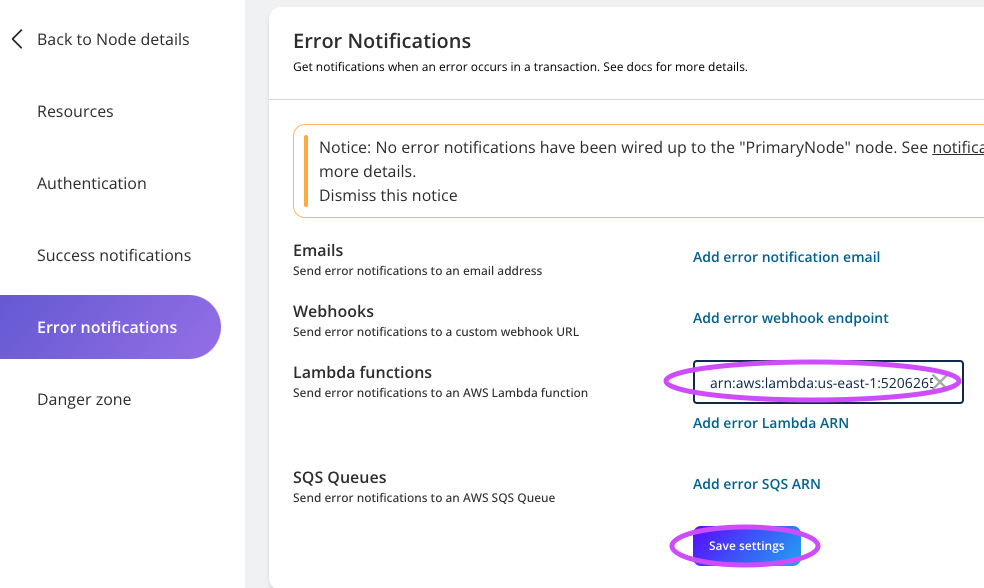 Back to Node details
Resources
Authentication
Success notifications
Error notifications
Danger zone
Error Notifications
Get notifications when an error occurs in a transaction. See docs for more details.
Notice: No error notifications have been wired up to the "PrimaryNode" node. See notifica
more details.
Dismiss this notice
Emails
Send error notifications to an email address
Add error notification email
Webhooks
Send error notifications to a custom webhook URL
Add error webhook endpoint
Lambda functions
Send error notifications to an AWS Lambda function
arn:aws:lambda:us-east-1:520626
Add error Lambda ARN
SQS Queues
Send error notifications to an AWS SQS Queue
Add error SQS ARN
Save settings